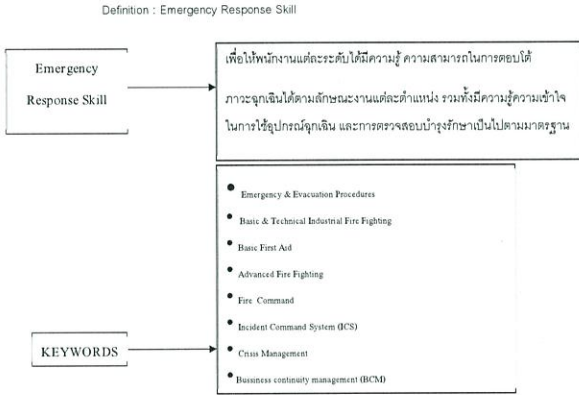 Definition : Emergency Response Skill
Emergency
Response Skill
เพื่อให้พนักงานแต่ละระดับได้มีความรู้ ความสามารถในการตอบโต้
ภาวะฉุกเฉินได้ตามลักษณะงานแต่ละตำแหน่ง รวมทั้งมีความรู้ความเข้าใจ
ในการใช้อุปกรณ์ฉุกเฉิน และการตรวจสอบบำรุงรักษาเป็นไปตามมาตรฐาน
• Emergency & Evacuation Procedures
• Basic & Technical Industrial Fire Fighting
• Basic First Aid
• Advanced Fire Fighting
• Fire Command
• Incident Command System (ICS)
• Crisis Management
• Bussiness continuity management (BCM)
KEYWORDS